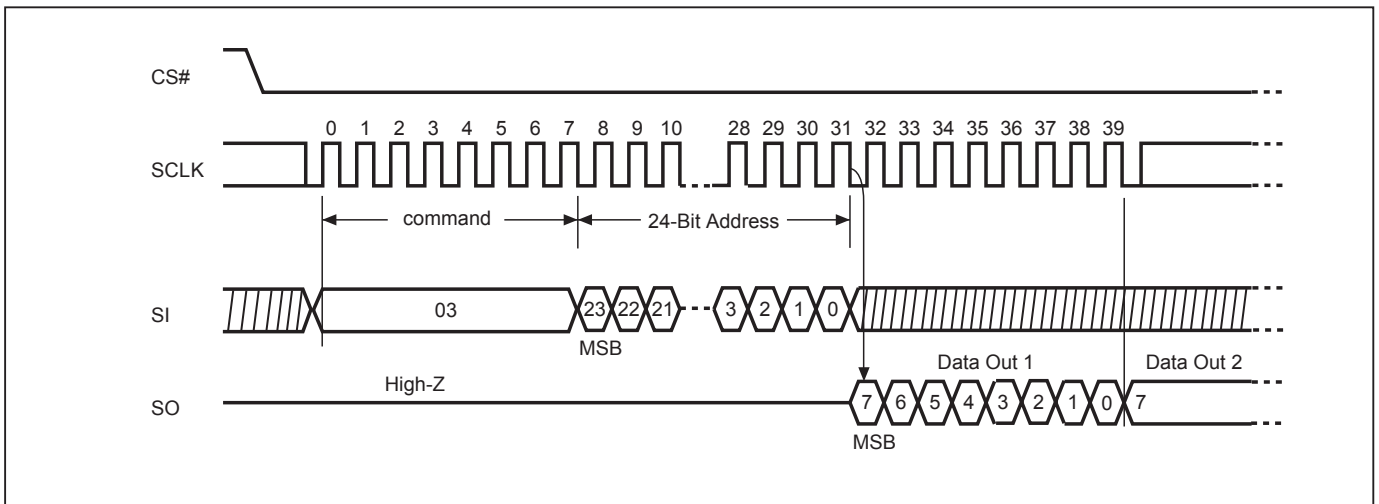 CS#
0 1 2 3 4 5 6 7 8 9 10 28 29 30 31 32 33 34 35 36 37 38 39
SCLK
command 24-Bit Address
SI 03 23 22 21 3 2 1 0
MSB
Data Out 1 Data Out 2
High-Z
SO 7 6 5 4 3 2 1 0 7
MSB